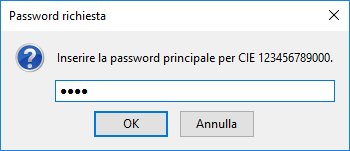 Password richiesta
Inserire la password principale per CIE 123456789000.
••••
OK
Annulla